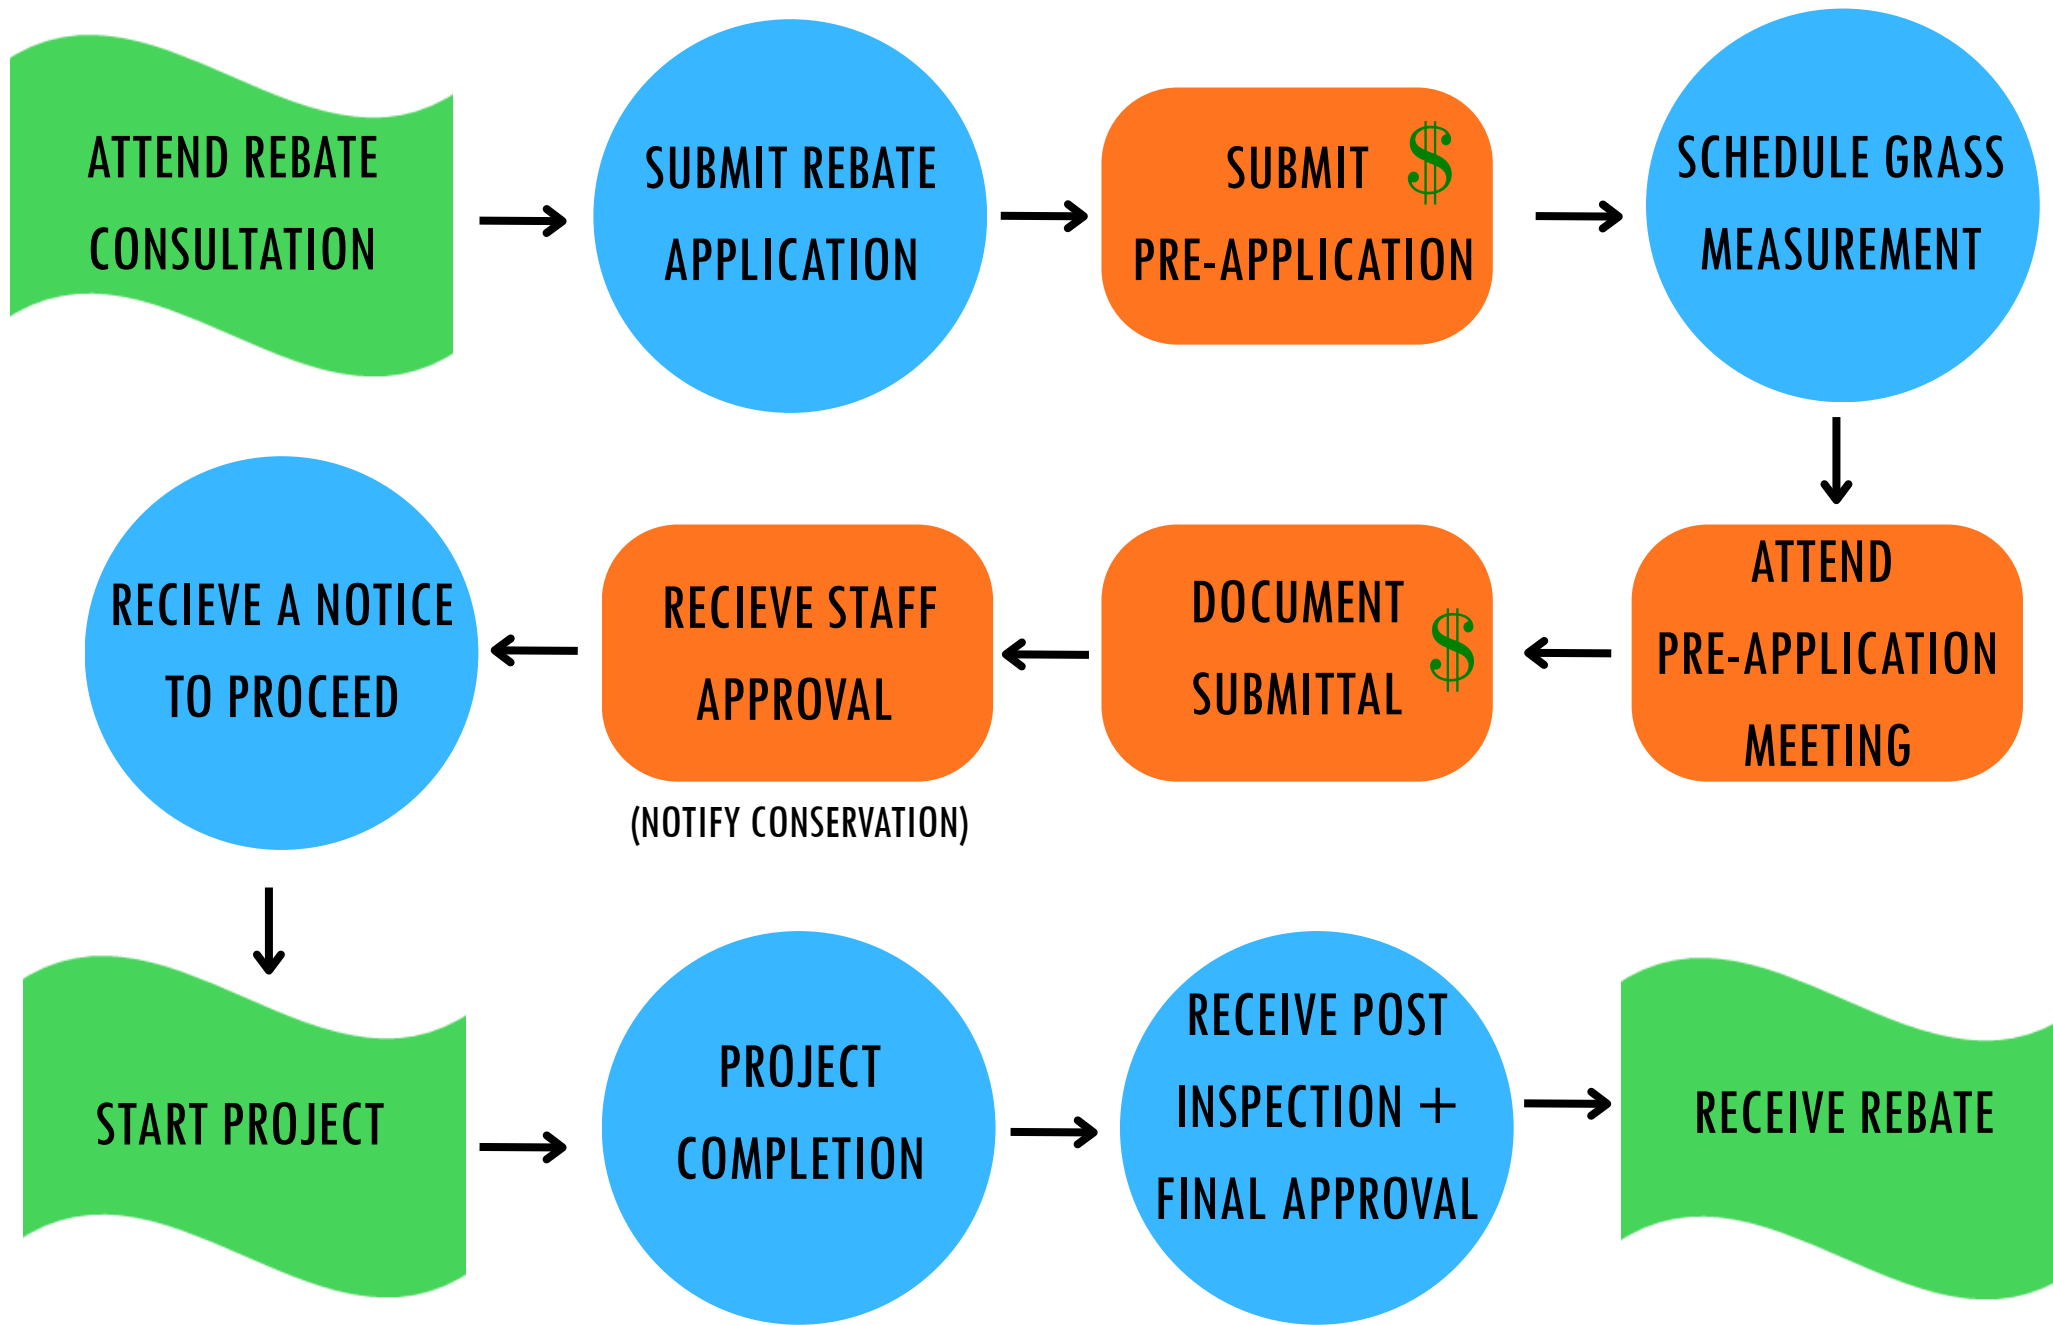 ATTEND REBATE
CONSULTATION
SUBMIT REBATE
APPLICATION
SUBMIT $
PRE-APPLICATION
SCHEDULE GRASS
MEASUREMENT
ATTEND
PRE-APPLICATION
MEETING
DOCUMENT
SUBMITTAL $
RECIEVE STAFF
APPROVAL
(NOTIFY CONSERVATION)
RECIEVE A NOTICE
TO PROCEED
START PROJECT
PROJECT
COMPLETION
RECEIVE POST
INSPECTION +
FINAL APPROVAL
RECEIVE REBATE